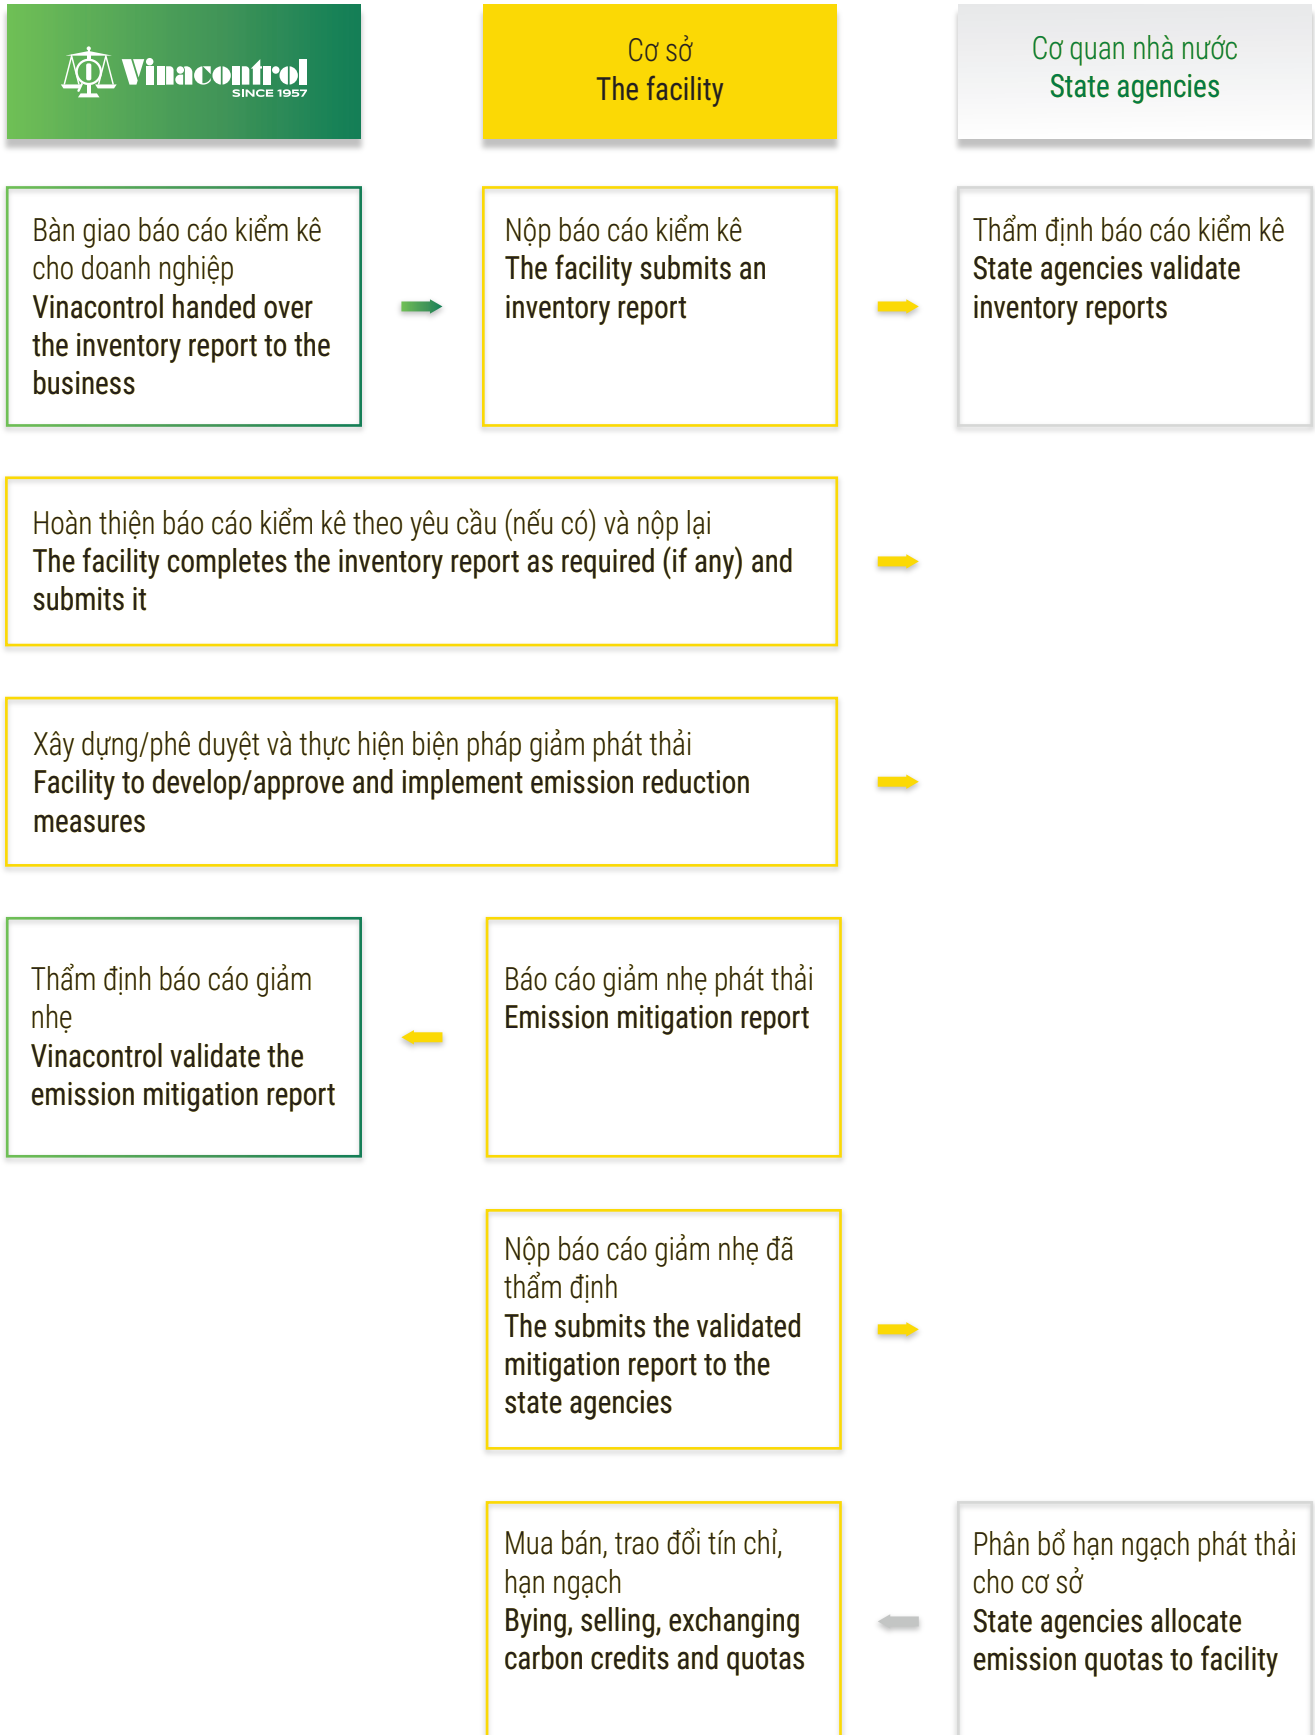 Vinacontrol
SINCE 1957
Cơ sở
The facility
Cơ quan nhà nước
State agencies
Bàn giao báo cáo kiểm kê
cho doanh nghiệp
Vinacontrol handed over
the inventory report to the
business
Nộp báo cáo kiểm kê
The facility submits an
inventory report
Thẩm định báo cáo kiểm kê
State agencies validate
inventory reports
Hoàn thiện báo cáo kiểm kê theo yêu cầu (nếu có) và nộp lại
The facility completes the inventory report as required (if any) and
submits it
Xây dựng/phê duyệt và thực hiện biện pháp giảm phát thải
Facility to develop/approve and implement emission reduction
measures
Thẩm định báo cáo giảm
nhẹ
Vinacontrol validate the
emission mitigation report
Báo cáo giảm nhẹ phát thải
Emission mitigation report
Nộp báo cáo giảm nhẹ đã
thẩm định
The submits the validated
mitigation report to the
state agencies
Mua bán, trao đổi tín chỉ,
hạn ngạch
Bying, selling, exchanging
carbon credits and quotas
Phân bổ hạn ngạch phát thải
cho cơ sở
State agencies allocate
emission quotas to facility